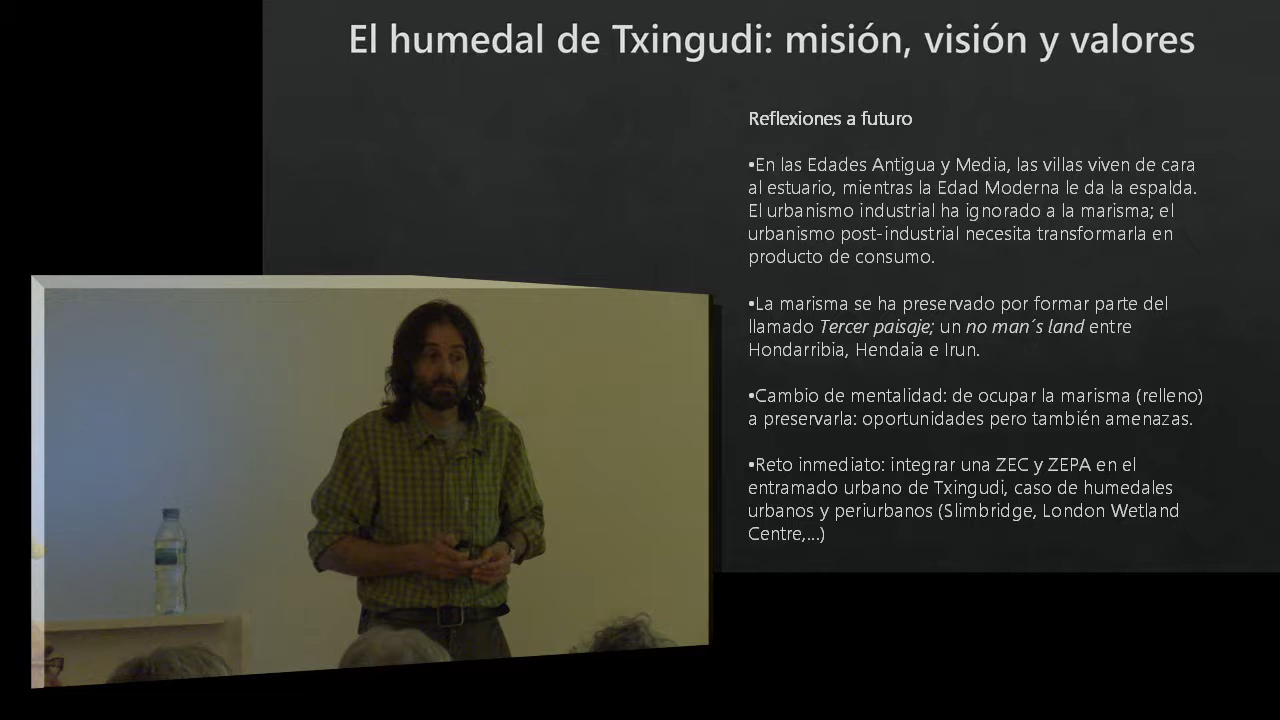 El humedal de Txingudi: misión, visión y valores
Reflexiones a futuro
•En las Edades Antigua y Media, las villas viven de cara
al estuario, mientras la Edad Moderna le da la espalda.
El urbanismo industrial ha ignorado a la marisma; el
urbanismo post-industrial necesita transformarla en
producto de consumo.
•La marisma se ha preservado por formar parte del
llamado Tercer paisaje; un no man´s land entre
Hondarribia, Hendaia e Irun.
•Cambio de mentalidad: de ocupar la marisma (relleno)
a preservarla: oportunidades pero también amenazas.
•Reto inmediato: integrar una ZEC y ZEPA en el
entramado urbano de Txingudi, caso de humedales
urbanos y periurbanos (Slimbridge, London Wetland
Centre,...)